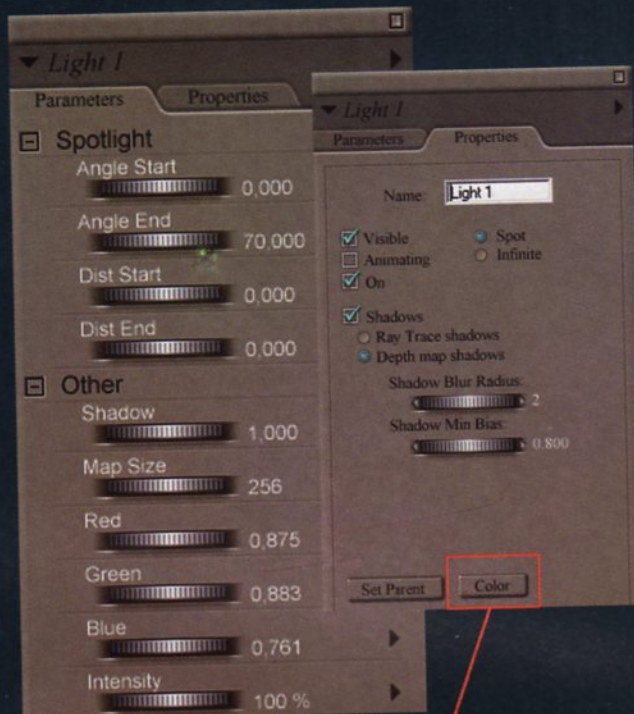 Light 1
Parameters
Properties
Spotlight
Angle Start
0,000
Angle End
70,000
Dist Start
0,000
Dist End
0,000
Other
Shadow
1,000
Map Size
256
Red
0,875
Green
0,883
Blue
0,761
Intensity
100 %
Light 1
Parameters
Properties
Name:
Light 1
Visible
Spot
Animating
Infinite
On
Shadows
Ray Trace shadows
Depth map shadows
Shadow Blur Radius:
2
Shadow Min Bias:
0.800
Set Parent
Color